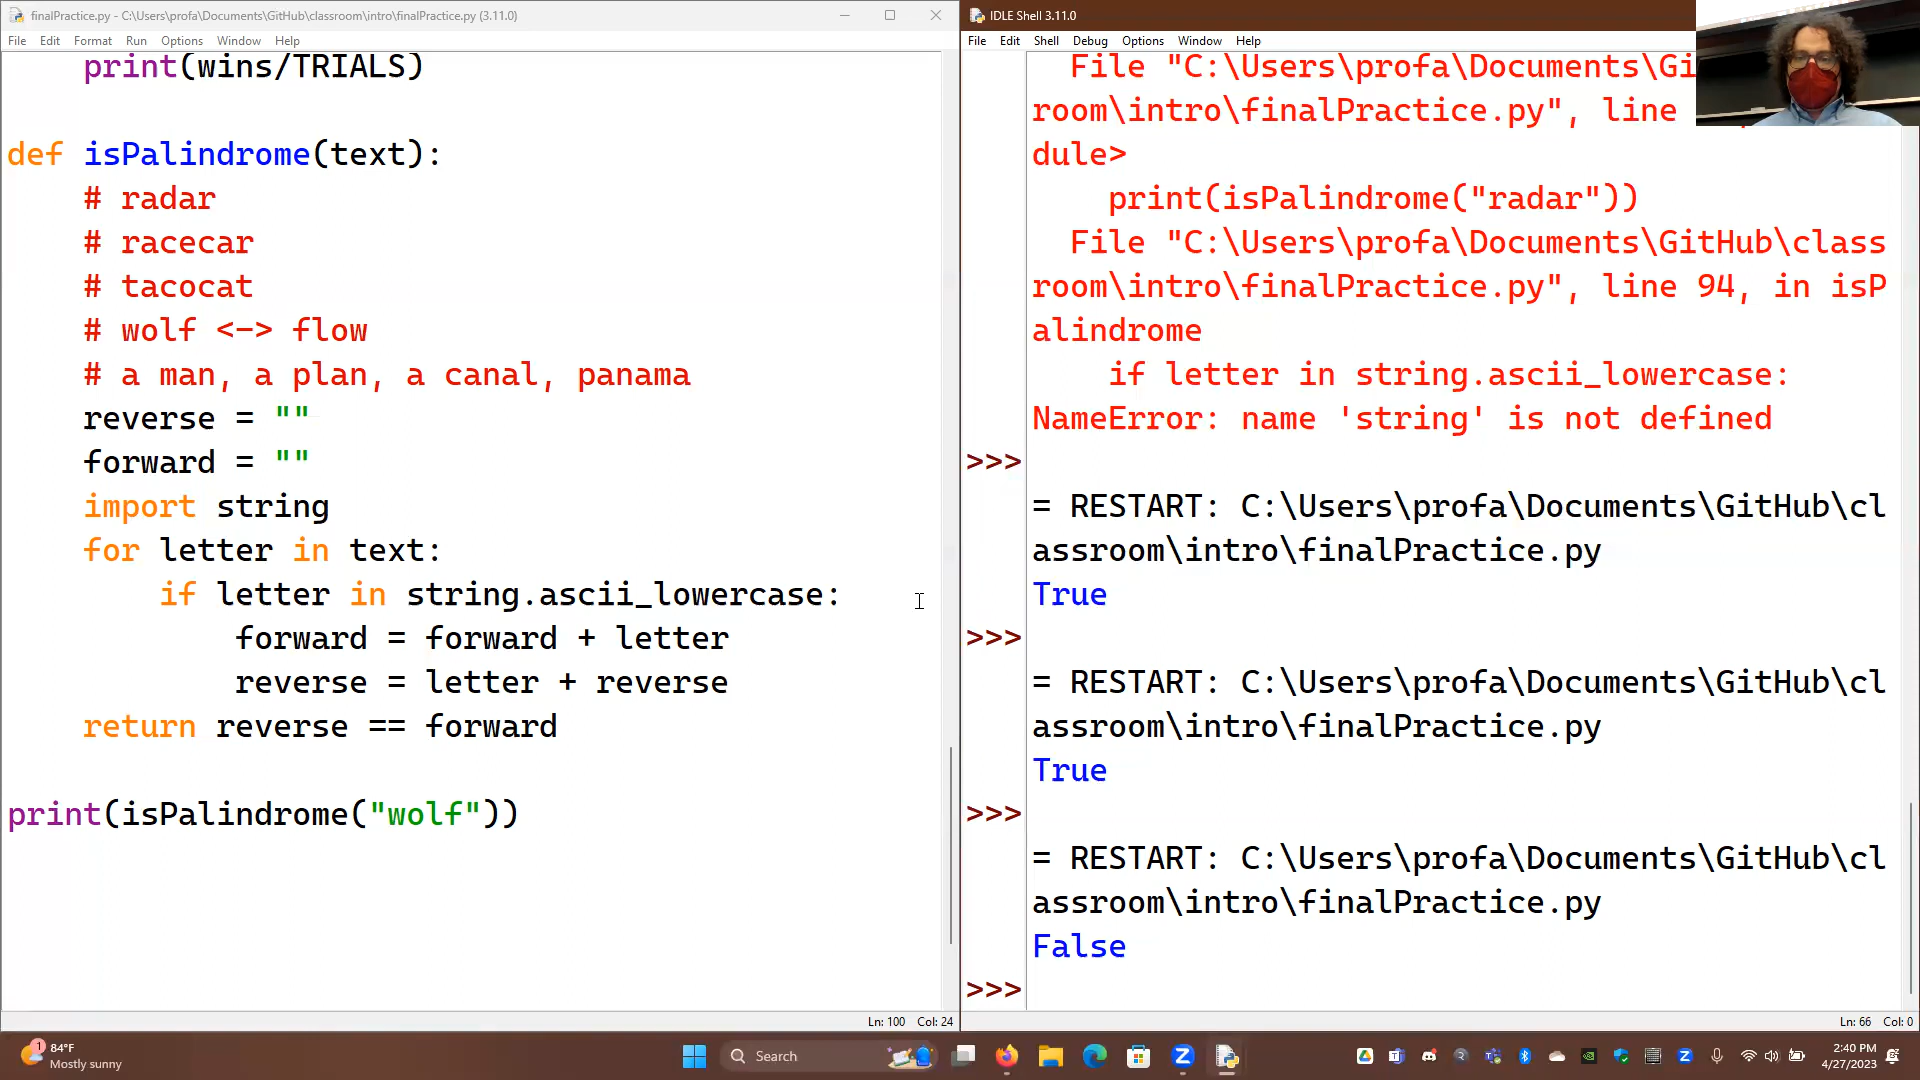 finalPractice.py - C:\Users\profa\Documents\GitHub\classroom\intro\finalPractice.py (3.11.0)
File Edit Format Run Options Window Help
print(wins/TRIALS)
def isPalindrome(text):
# radar
# racecar
# tacocat
# wolf <-> flow
# a man, a plan, a canal, panama
reverse = ""
forward = ""
import string
for letter in text:
if letter in string.ascii_lowercase:
forward = forward + letter
reverse = letter + reverse
return reverse == forward
print(isPalindrome("wolf"))
Ln: 100 Col: 24
IDLE Shell 3.11.0
File Edit Shell Debug Options Window Help
File "C:\Users\profa\Documents\Gi
room\intro\finalPractice.py", line
dule>
print(isPalindrome("radar"))
File "C:\Users\profa\Documents\GitHub\class
room\intro\finalPractice.py", line 94, in isP
alindrome
if letter in string.ascii_lowercase:
NameError: name 'string' is not defined
>>>
= RESTART: C:\Users\profa\Documents\GitHub\cl
assroom\intro\finalPractice.py
True
>>>
= RESTART: C:\Users\profa\Documents\GitHub\cl
assroom\intro\finalPractice.py
True
>>>
= RESTART: C:\Users\profa\Documents\GitHub\cl
assroom\intro\finalPractice.py
False
>>>
Ln: 66 Col: 0
1
84°F
Mostly sunny
Search
2:40 PM
4/27/2023